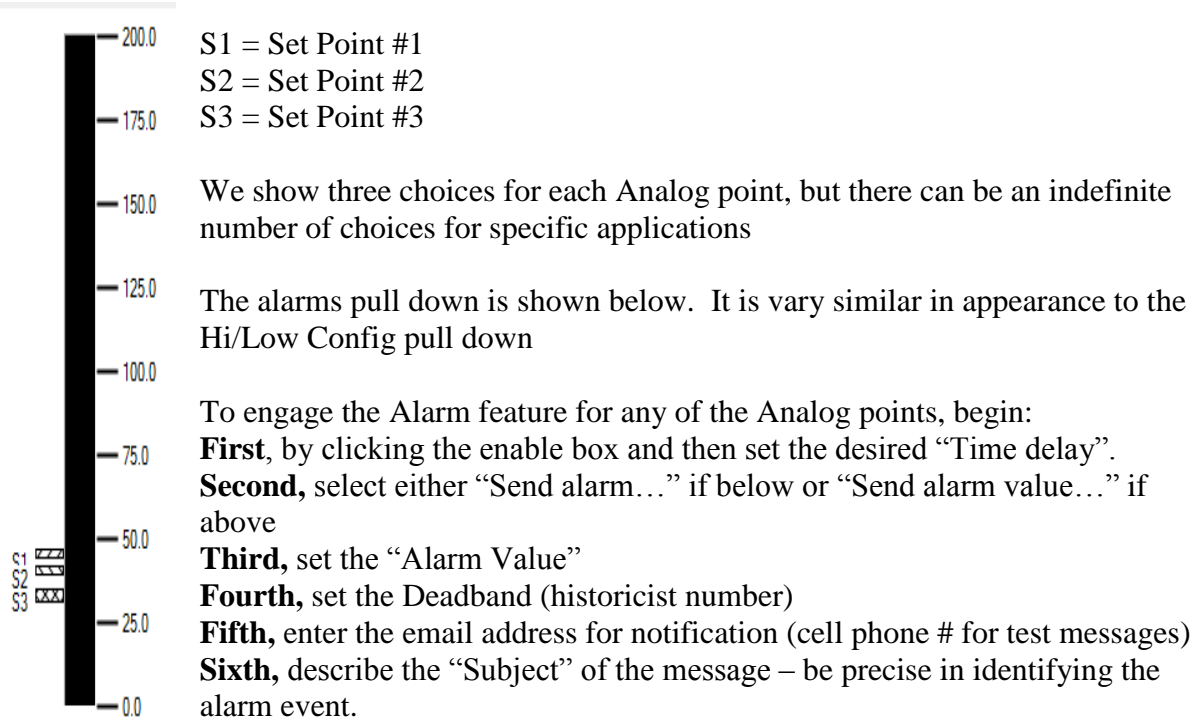 200.0
175.0
150.0
125.0
100.0
75.0
50.0
25.0
0.0
S1
S2
S3
S1 = Set Point #1
S2 = Set Point #2
S3 = Set Point #3
We show three choices for each Analog point, but there can be an indefinite
number of choices for specific applications
The alarms pull down is shown below.  It is vary similar in appearance to the
Hi/Low Config pull down
To engage the Alarm feature for any of the Analog points, begin:
First, by clicking the enable box and then set the desired “Time delay”.
Second, select either “Send alarm…” if below or “Send alarm value…” if
above
Third, set the “Alarm Value”
Fourth, set the Deadband (historicist number)
Fifth, enter the email address for notification (cell phone # for test messages)
Sixth, describe the “Subject” of the message – be precise in identifying the
alarm event.